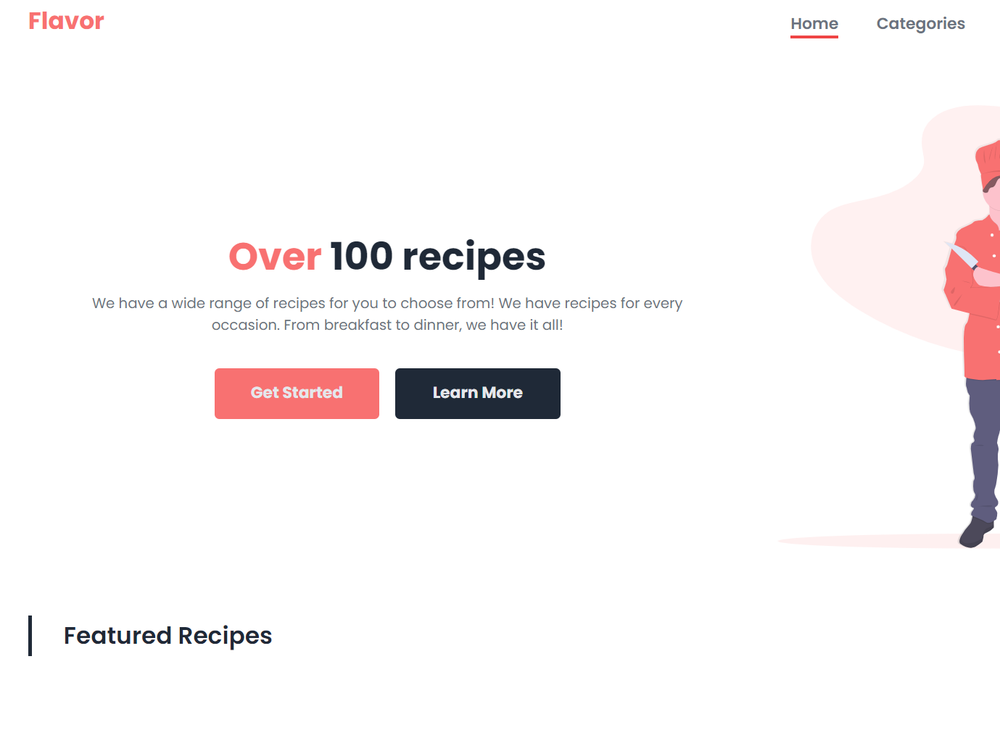 Flavor
Home
Categories
Over 100 recipes
We have a wide range of recipes for you to choose from! We have recipes for every
occasion. From breakfast to dinner, we have it all!
Get Started
Learn More
Featured Recipes